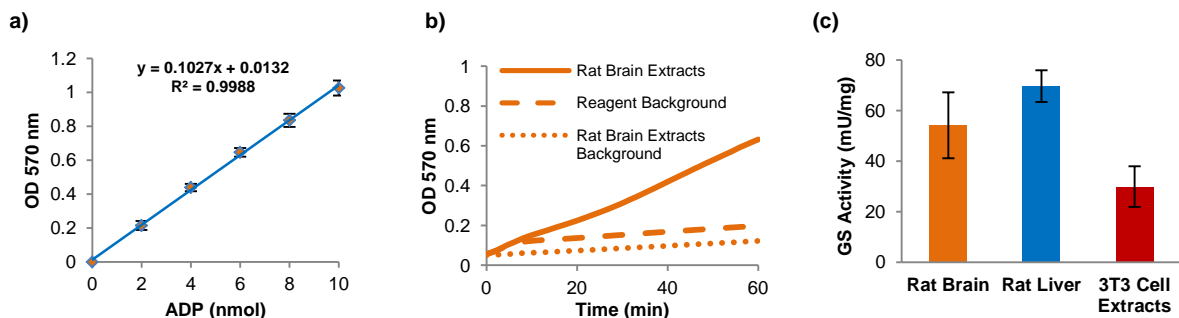 a)
y = 0.1027x + 0.0132
R² = 0.9988
OD 570 nm
1.2
1
0.8
0.6
0.4
0.2
0
0 2 4 6 8 10
ADP (nmol)
b)
Rat Brain Extracts
Reagent Background
Rat Brain Extracts
Background
OD 570 nm
1
0.8
0.6
0.4
0.2
0
0 20 40 60
Time (min)
(c)
GS Activity (mU/mg)
80
60
40
20
0
Rat Brain Rat Liver 3T3 Cell
Extracts